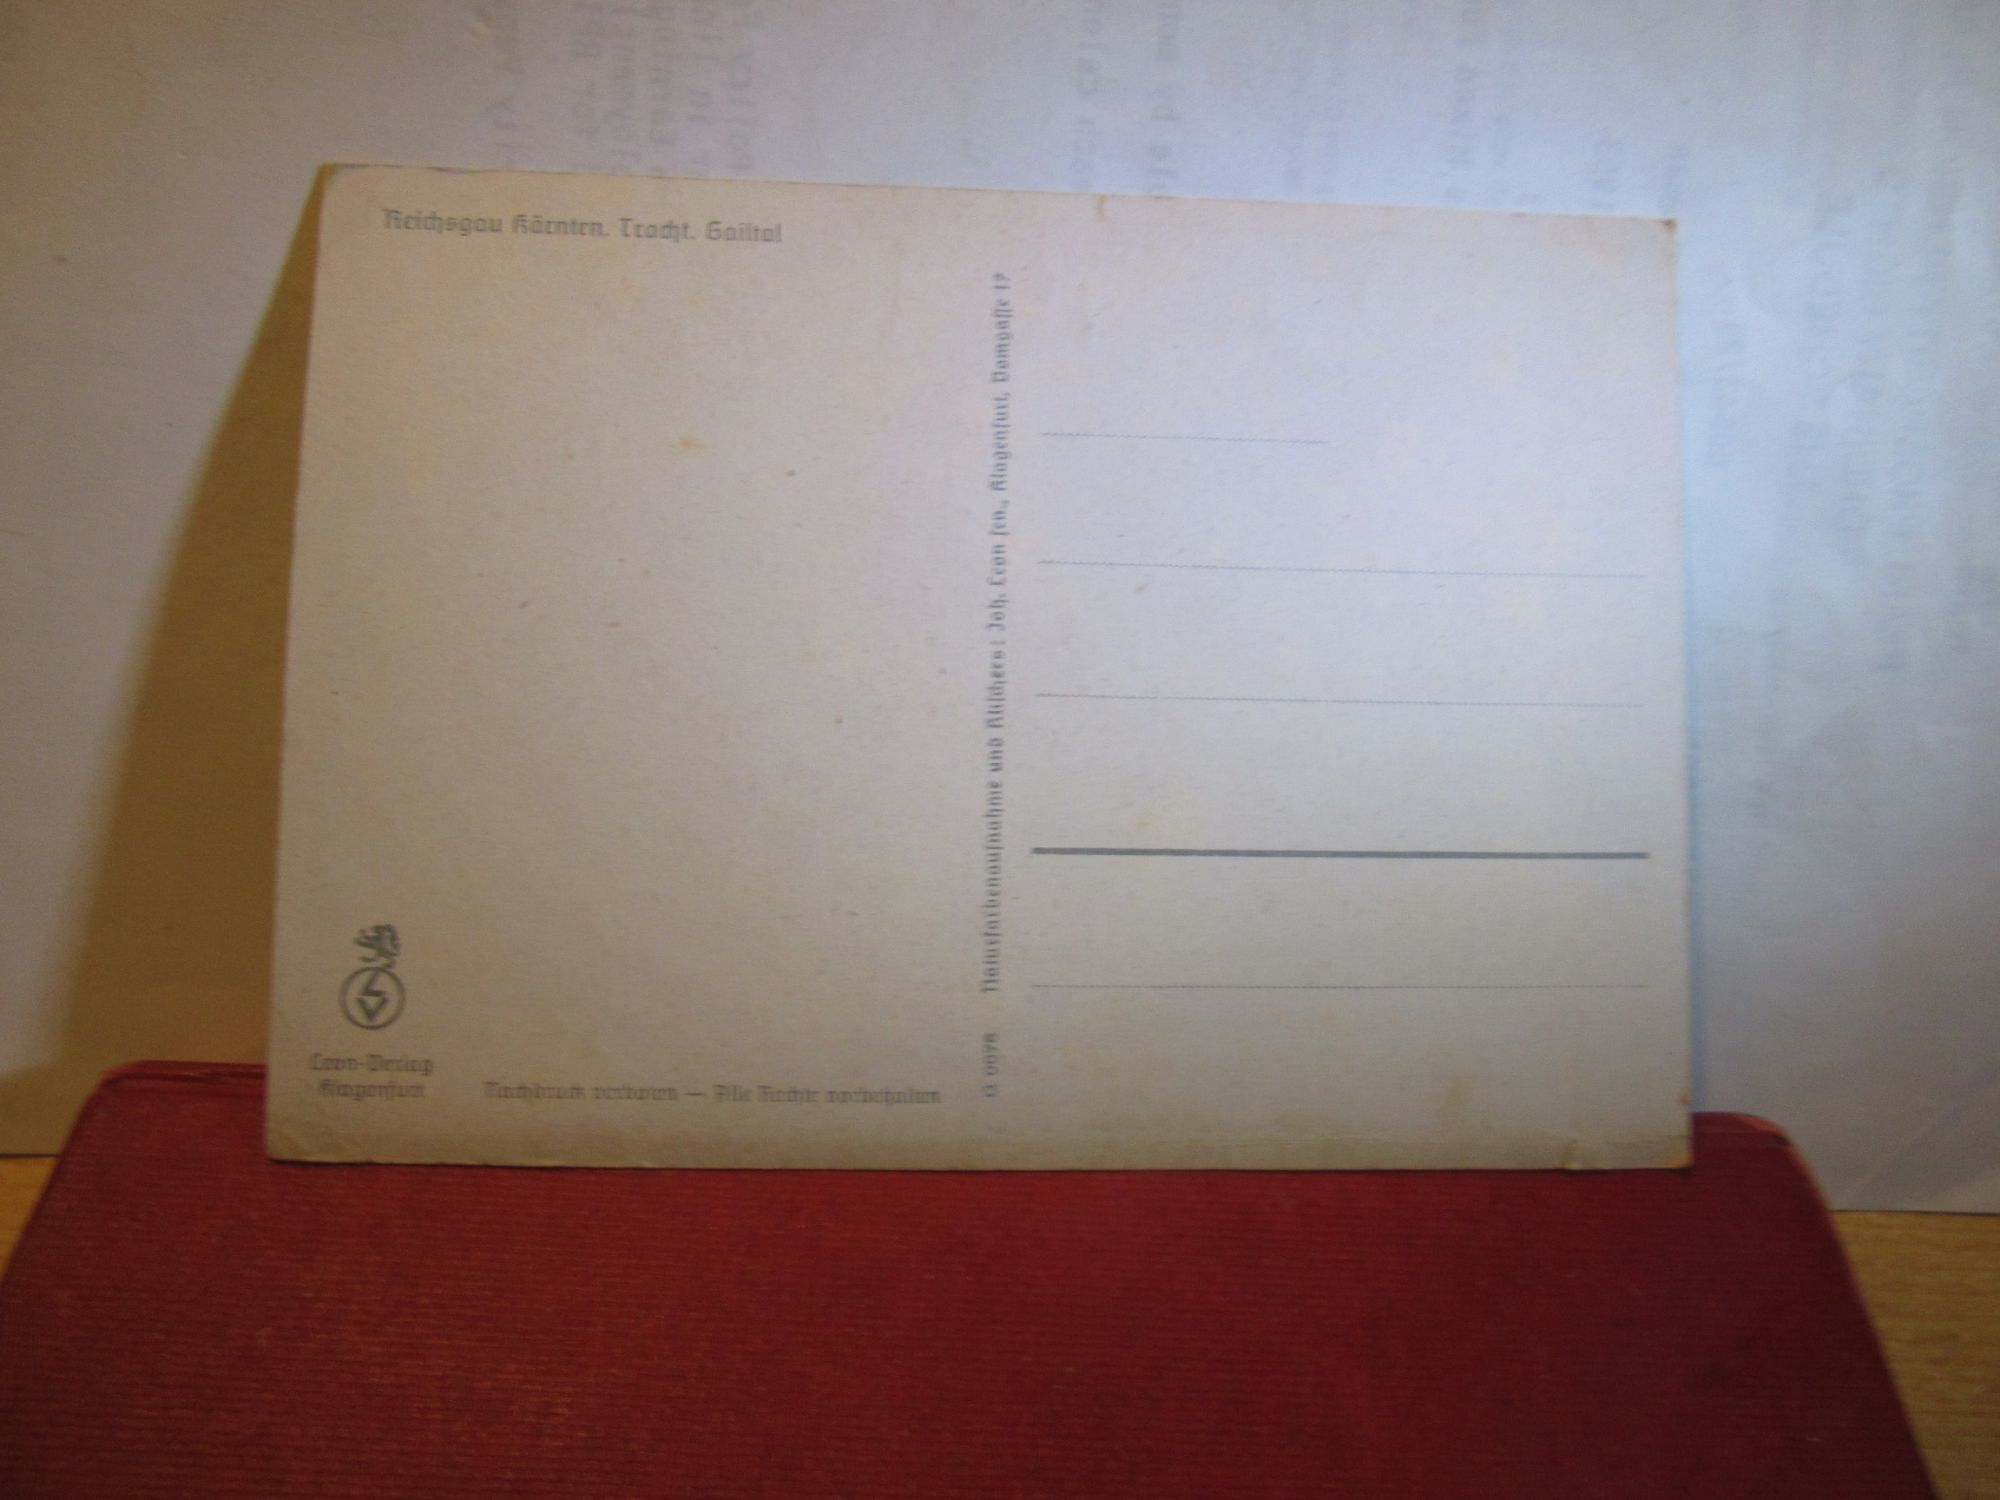 Reichsgau Kärnten. Tracht. Gailtal
Naturfarbenaufnahme und Klischees: Joh. Leon sen., Klagenfurt, Domgasse 17
Leon-Verlag
Klagenfurt
Nachdruck verboten — Alle Rechte vorbehalten